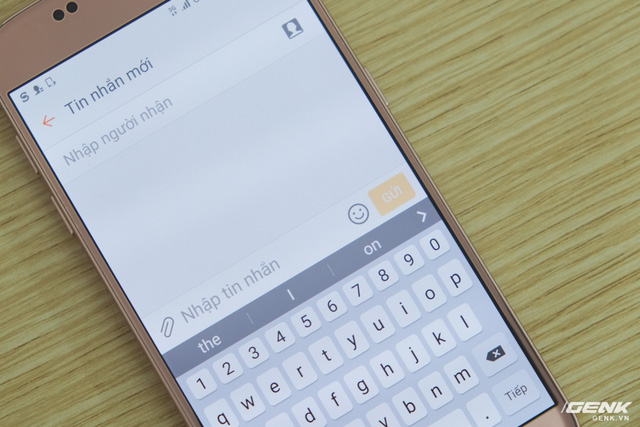 Tin nhắn mới
Nhập người nhận
GỬI
Nhập tin nhắn
the I on
1 2 3 4 5 6 7 8 9 0
q w e r t y u i o p
d f g h j k l
v b n m
. Tiếp
GENK
GENK.VN